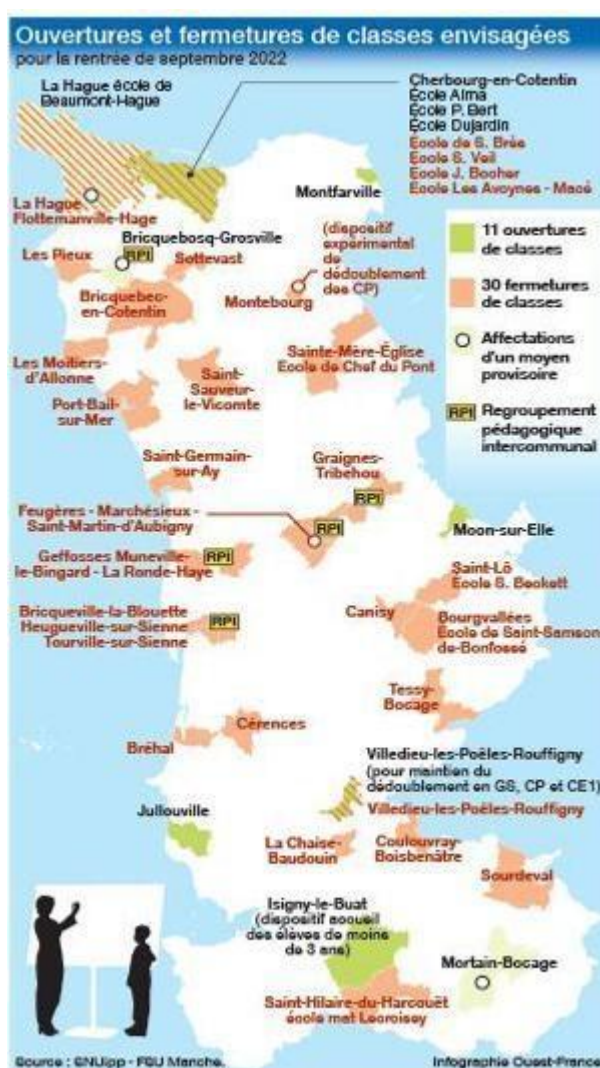 Ouvertures et fermetures de classes envisagées
pour la rentrée de septembre 2022
La Hague école de
Beaumont-Hague
Cherbourg-en-Cotentin
École Alma
École P. Bert
École Dujardin
École de S. Brée
École S. Veil
École J. Bocher
École Les Avoynes - Macé
Montfarville
La Hague
Flottemanville-Hage
Bricquebosq-Grosville
RPI
Les Pieux
Sottevast
(dispositif
expérimental
de
dédoublement
des CP)
Montebourg
Bricquebec-
en-Cotentin
11 ouvertures
de classes
30 fermetures
de classes
Affectations
d'un moyen
provisoire
RPI
Regroupement
pédagogique
intercommunal
Les Moitiers-
d'Allonne
Saint-
Sauveur-
le-Vicomte
Sainte-Mère-Église
Ecole de Chef du Pont
Port-Bail-
sur-Mer
Saint-Germain-
sur-Ay
Graignes-
Tribehou
RPI
Feugères - Marchésieux -
Saint-Martin-d'Aubigny
RPI
Moon-sur-Elle
Geffosses Muneville-
le-Bingard - La Ronde-Haye
RPI
Saint-Lô
Ecole S. Beckett
Bricqueville-la-Blouette
Heugueville-sur-Sienne
Tourville-sur-Sienne
RPI
Canisy
Bourgvallées
École de Saint-Samson
de-Bonfossé
Tessy-
Bocage
Cérences
Bréhal
Villedieu-les-Poêles-Rouffigny
(pour maintien du
dédoublement en GS, CP et CE1)
Villedieu-les-Poêles-Rouffigny
Jullouville
La Chaise-
Baudouin
Coulouvray-
Boisbenâtre
Sourdeval
Isigny-le-Buat
(dispositif accueil
des élèves de moins
de 3 ans)
Mortain-Bocage
Saint-Hilaire-du-Harcouët
école mat Lecroisey
Source : SNUipp - FSU Manche.
Infographie Ouest-France